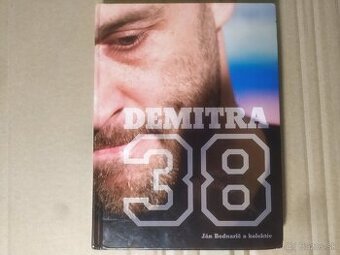 DEMITRA
38
Ján Bednarič a kolektív